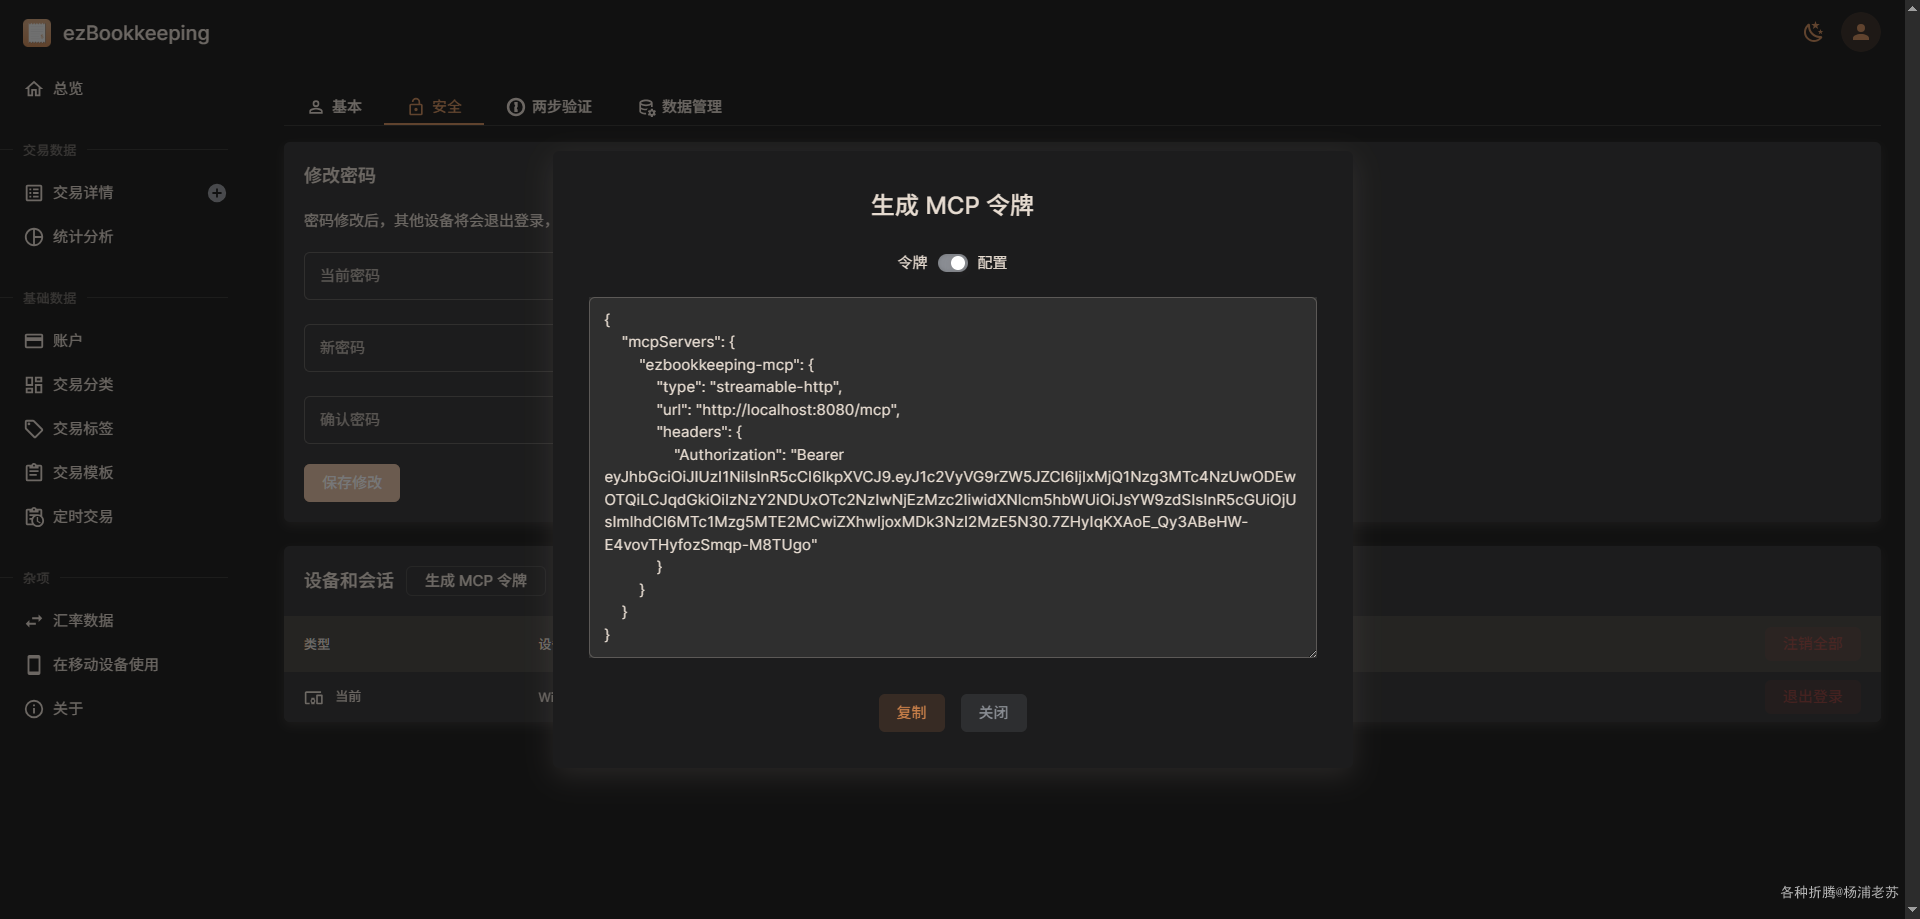 ezBookkeeping
总览
交易数据
交易详情
统计分析
基础数据
账户
交易分类
交易标签
交易模板
定时交易
杂项
汇率数据
在移动设备使用
关于
基本
安全
两步验证
数据管理
修改密码
密码修改后，其他设备将会退出登录，
当前密码
新密码
确认密码
保存修改
设备和会话
生成 MCP 令牌
类型
设
注销全部
当前
Wi
退出登录
生成 MCP 令牌
令牌
配置
{
"mcpServers": {
"ezbookkeeping-mcp": {
"type": "streamable-http",
"url": "http://localhost:8080/mcp",
"headers": {
"Authorization": "Bearer
eyJhbGciOiJIUzI1NiIsInR5cCI6IkpXVCJ9.eyJ1c2VyVG9rZW5JZCI6IjIxMjQ1Nzg3MTc4NzUwODEw
OTQiLCJqdGkiOiIzNzY2NDUxOTc2NzIwNjEzMzc2IiwidXNlcm5hbWUiOiJsYW9zdSIsInR5cGUiOjU
sImlhdCI6MTc1Mzg5MTE2MCwiZXhwIjoxMDk3NzI2MzE5N30.7ZHyIqKXAoE_Qy3ABeHW-
E4vovTHyfozSmqp-M8TUgo"
}
}
}
}
复制
关闭
各种折腾@杨浦老苏